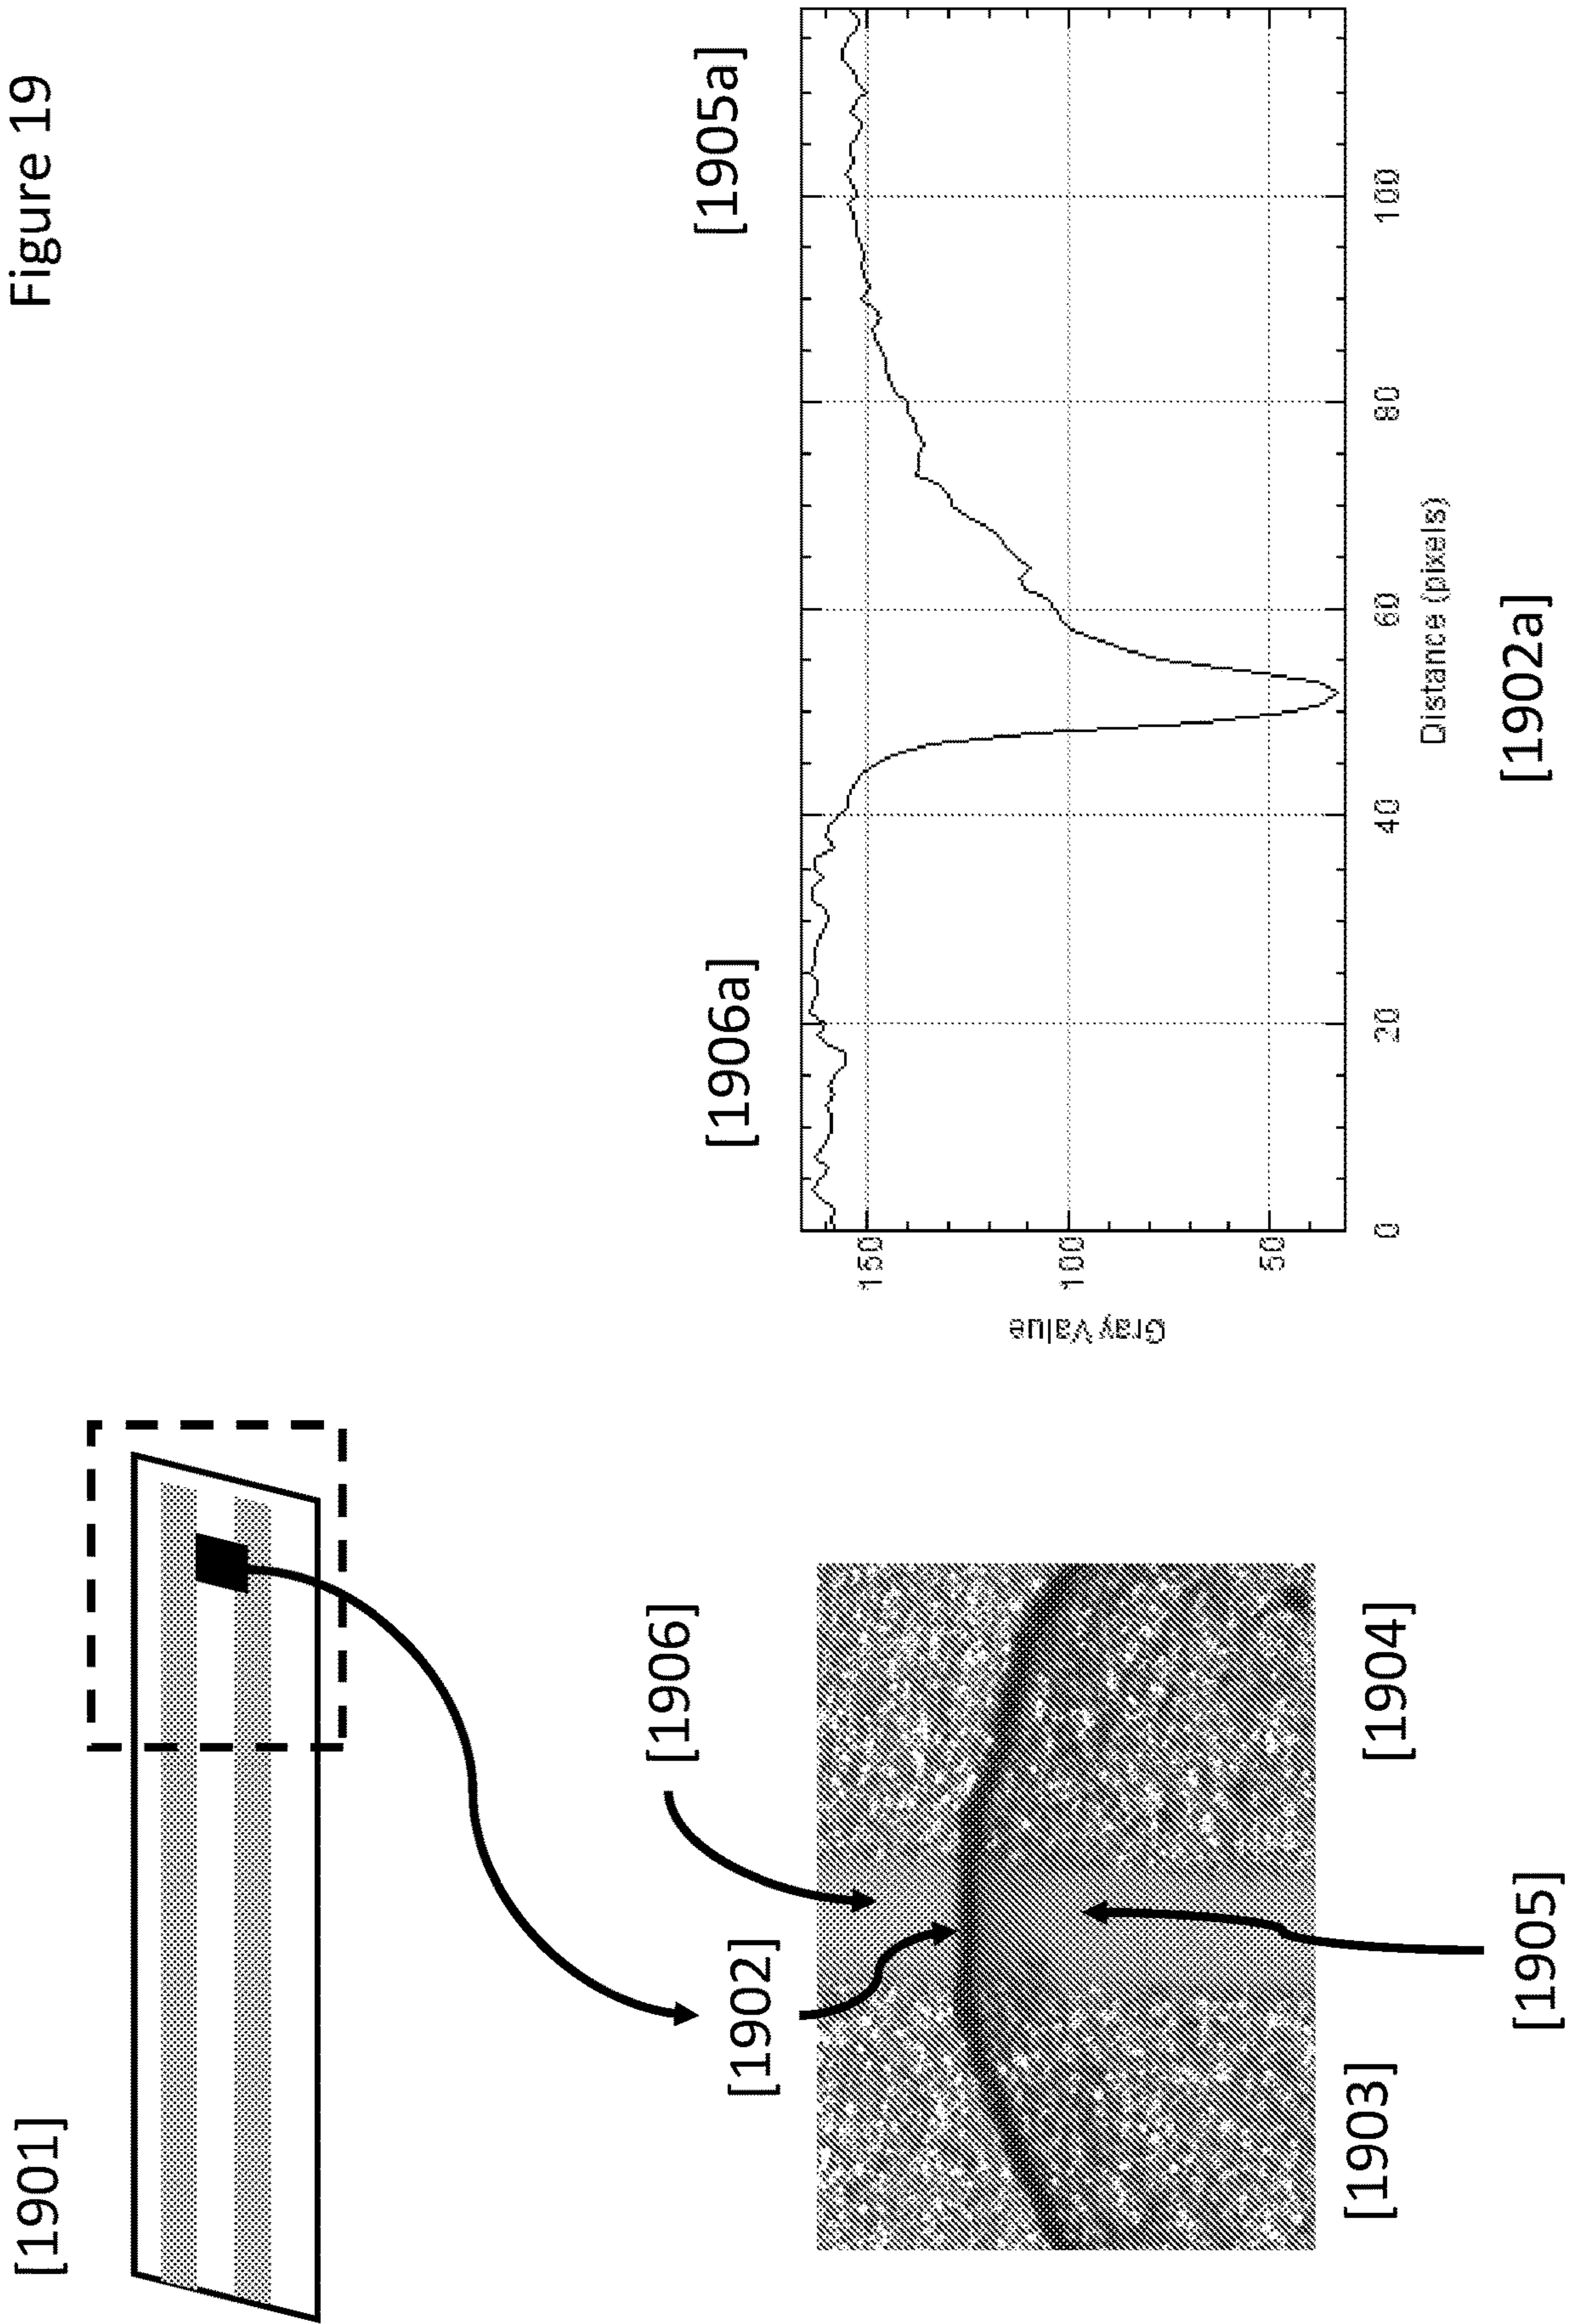 Figure 19
[1901]
[1906]
[1902]
[1903]
[1904]
[1905]
[1906a]
[1905a]
Gray Value
150
100
50
0
20
40
60
80
100
Distance (pixels)
[1902a]